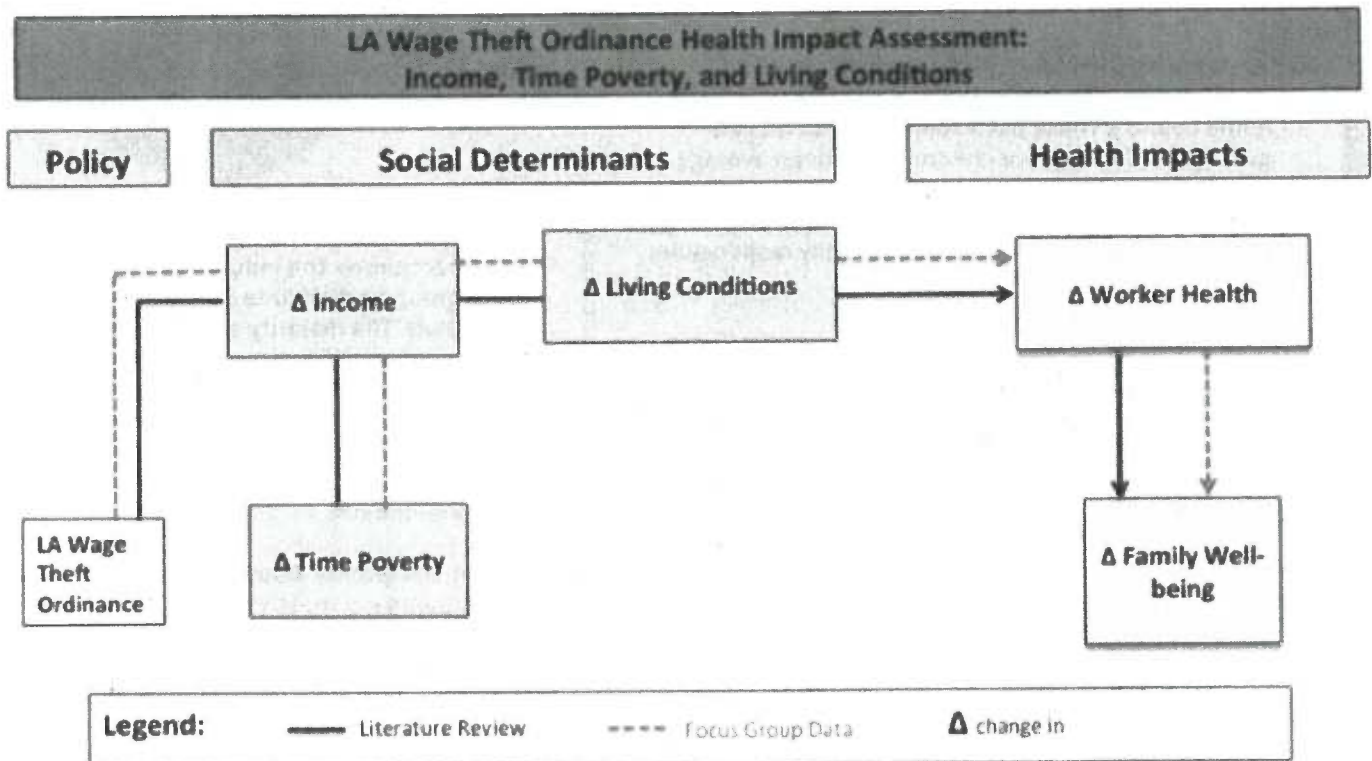 LA Wage Theft Ordinance Health Impact Assessment:
Income, Time Poverty, and Living Conditions
Policy
Social Determinants
Health Impacts
Δ Income
Δ Living Conditions
Δ Worker Health
LA Wage
Theft
Ordinance
Δ Time Poverty
Δ Family Well-
being
Legend:
Literature Review
Focus Group Data
Δ change in